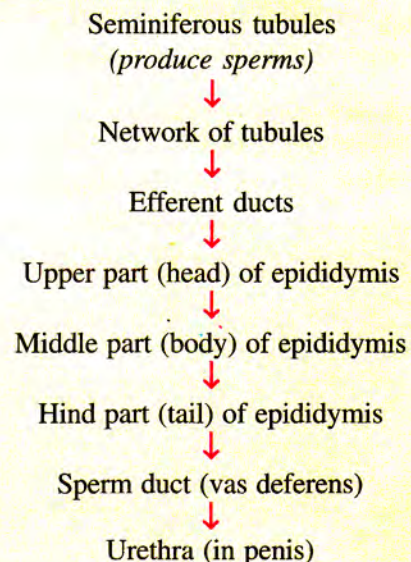 Seminiferous tubules
(produce sperms)
↓
Network of tubules
↓
Efferent ducts
↓
Upper part (head) of epididymis
↓
Middle part (body) of epididymis
↓
Hind part (tail) of epididymis
↓
Sperm duct (vas deferens)
↓
Urethra (in penis)